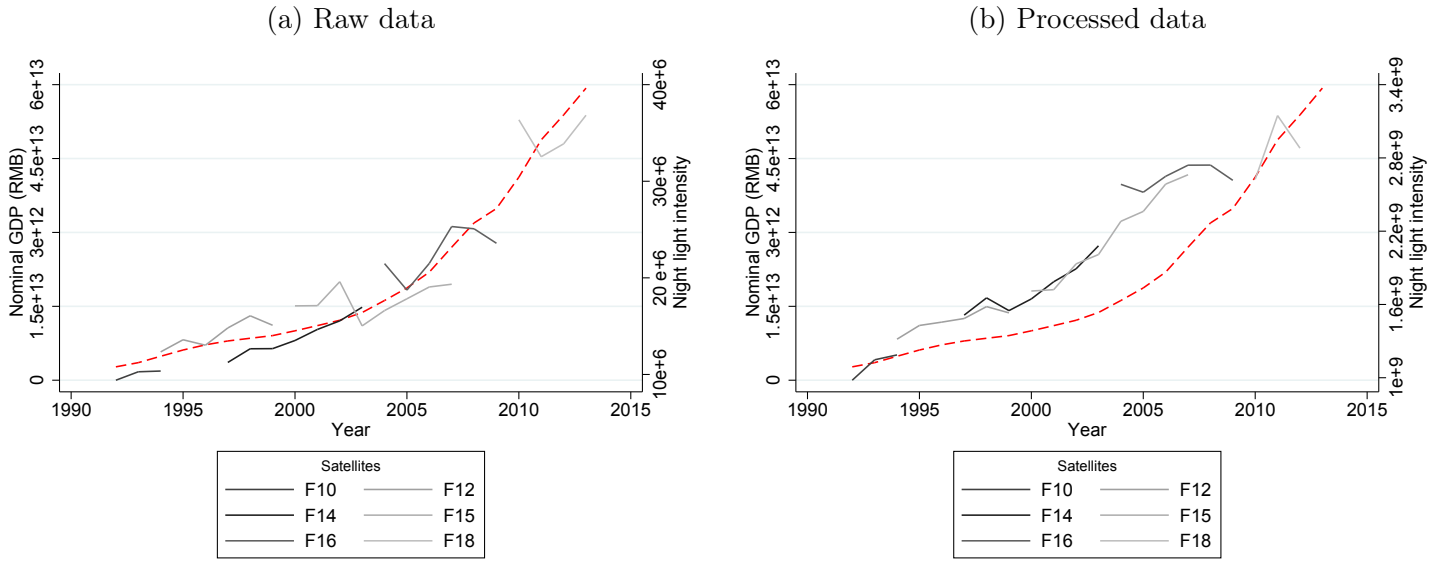 (a) Raw data
Nominal GDP (RMB)
0 1.5e+13 3e+12 4.5e+13 6e+13
10e+6 20 e+6 30e+6 40e+6
Night light intensity
1990 1995 2000 2005 2010 2015
Year
Satellites
F10 F12
F14 F15
F16 F18
(b) Processed data
Nominal GDP (RMB)
0 1.5e+13 3e+12 4.5e+13 6e+13
1e+9 1.6e+9 2.2e+9 2.8e+9 3.4e+9
Night light intensity
1990 1995 2000 2005 2010 2015
Year
Satellites
F10 F12
F14 F15
F16 F18